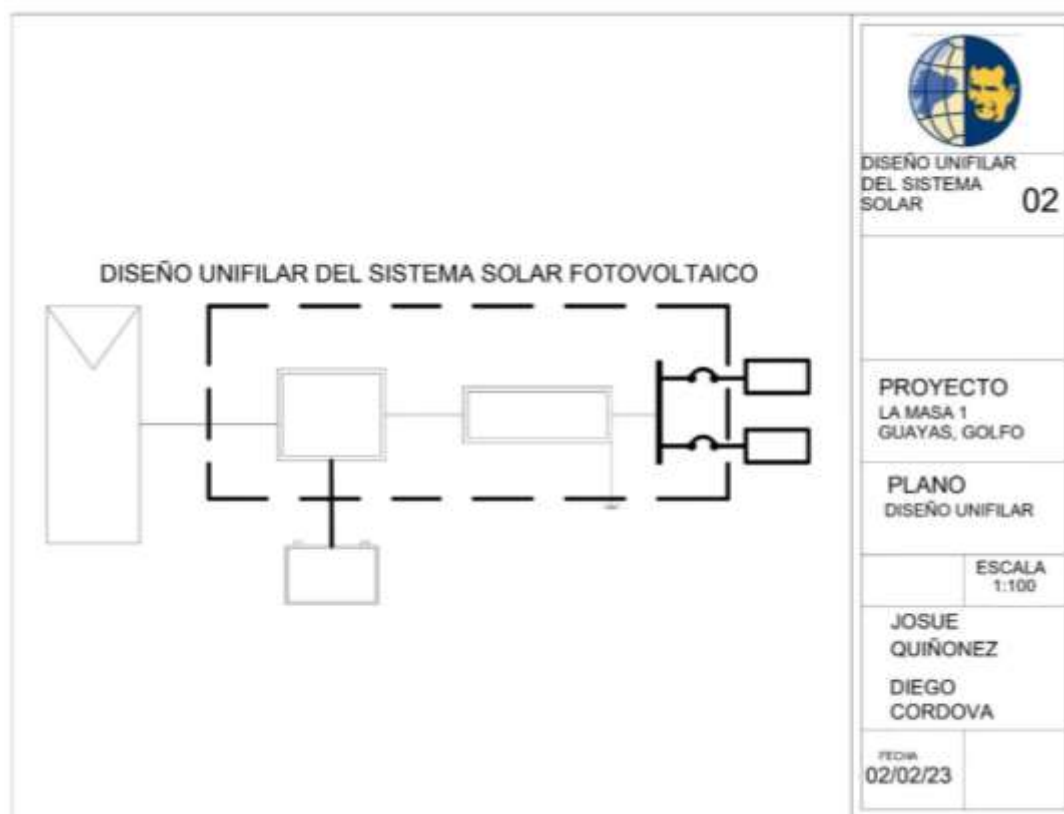 DISEÑO UNIFILAR DEL SISTEMA SOLAR FOTOVOLTAICO
DISEÑO UNIFILAR
DEL SISTEMA
SOLAR
02
PROYECTO
LA MASA 1
GUAYAS, GOLFO
PLANO
DISEÑO UNIFILAR
ESCALA
1:100
JOSUE
QUIÑONEZ
DIEGO
CORDOVA
FECHA
02/02/23